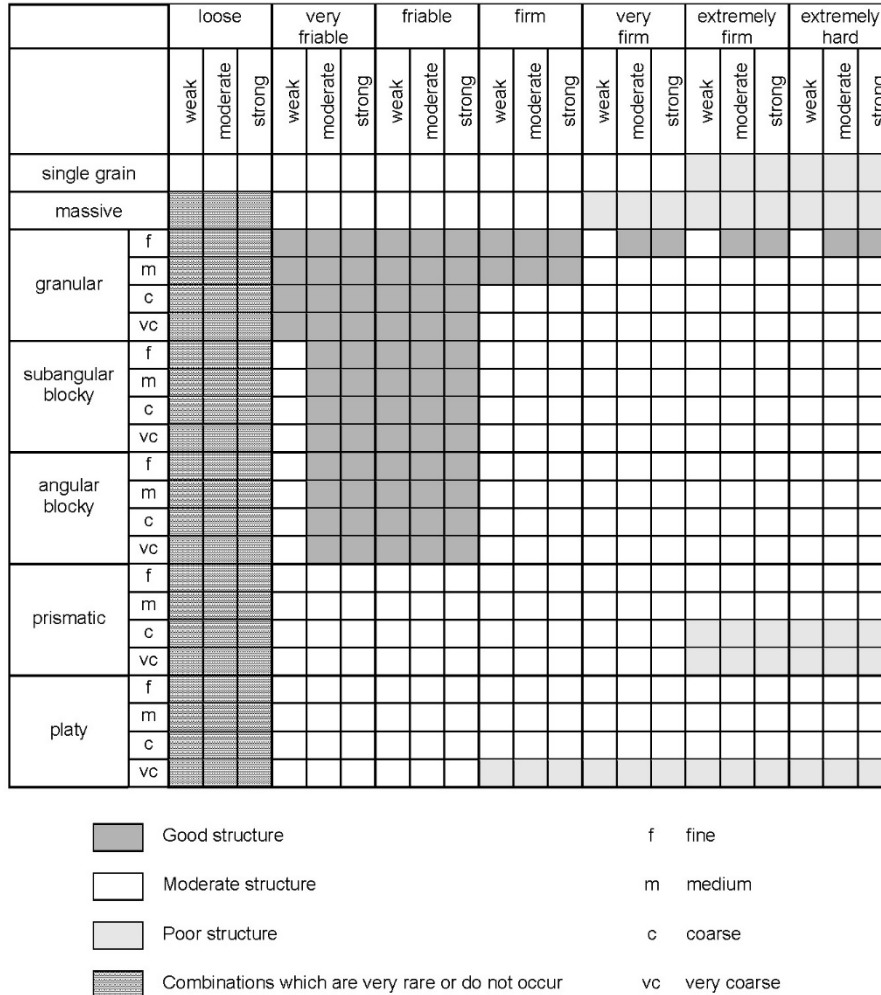 loose very friable firm very extremely extremely
friable firm firm hard
weak moderate strong weak moderate strong weak moderate strong weak moderate strong weak moderate strong weak moderate strong weak moderate strong
single grain
massive
f
m
granular
c
vc
f
subangular m
blocky
c
vc
f
angular m
blocky
c
vc
f
m
prismatic
c
vc
f
m
platy
c
vc
Good structure f fine
Moderate structure m medium
Poor structure c coarse
Combinations which are very rare or do not occur vc very coarse